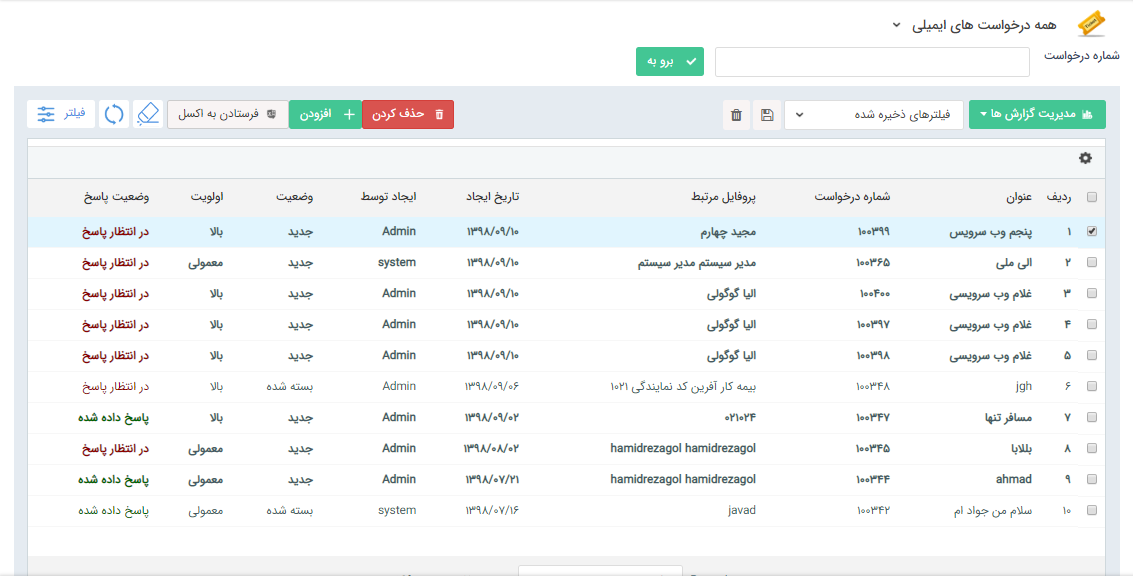 همه درخواست های ایمیلی
شماره درخواست برو به
مدیریت گزارش ها فیلترهای ذخیره شده حذف کردن افزودن فرستادن به اکسل فیلتر
ردیف عنوان شماره درخواست پروفایل مرتبط تاریخ ایجاد ایجاد توسط وضعیت اولویت وضعیت پاسخ
۱ پنجم وب سرویس ۱۰۰۳۹۹ مجید چهارم ۱۳۹۸/۰۹/۱۰ Admin جدید بالا در انتظار پاسخ
۲ الی ملی ۱۰۰۳۶۵ مدیر سیستم مدیر سیستم ۱۳۹۸/۰۹/۱۰ system جدید معمولی در انتظار پاسخ
۳ غلام وب سرویسی ۱۰۰۴۰۰ الیا گوگولی ۱۳۹۸/۰۹/۱۰ Admin جدید بالا در انتظار پاسخ
۴ غلام وب سرویسی ۱۰۰۳۹۷ الیا گوگولی ۱۳۹۸/۰۹/۱۰ Admin جدید بالا در انتظار پاسخ
۵ غلام وب سرویسی ۱۰۰۳۹۸ الیا گوگولی ۱۳۹۸/۰۹/۱۰ Admin جدید بالا در انتظار پاسخ
۶ jgh ۱۰۰۳۴۸ بیمه کار آفرین کد نمایندگی ۱۰۲۱ ۱۳۹۸/۰۹/۰۶ Admin بسته شده بالا در انتظار پاسخ
۷ مسافر تنها ۱۰۰۳۴۷ ۰۲۱۰۲۴ ۱۳۹۸/۰۹/۰۲ Admin جدید بالا پاسخ داده شده
۸ بللابا ۱۰۰۳۴۵ hamidrezagol hamidrezagol ۱۳۹۸/۰۸/۰۲ Admin جدید معمولی در انتظار پاسخ
۹ ahmad ۱۰۰۳۴۴ hamidrezagol hamidrezagol ۱۳۹۸/۰۷/۲۱ Admin جدید معمولی پاسخ داده شده
۱۰ سلام من جواد ام ۱۰۰۳۴۲ javad ۱۳۹۸/۰۷/۱۶ system بسته شده معمولی پاسخ داده شده